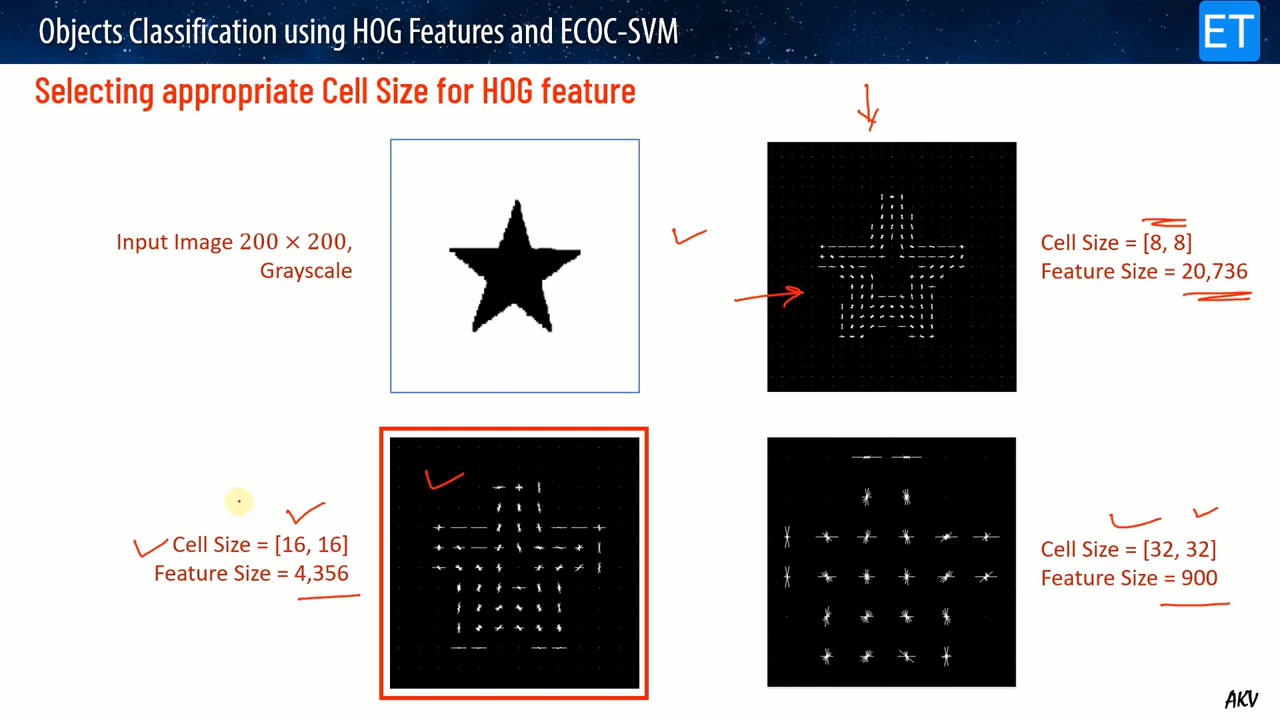 Objects Classification using HOG Features and ECOC-SVM
ET
Selecting appropriate Cell Size for HOG feature
Input Image 200 × 200,
Grayscale
Cell Size = [8, 8]
Feature Size = 20,736
Cell Size = [16, 16]
Feature Size = 4,356
Cell Size = [32, 32]
Feature Size = 900
AKV